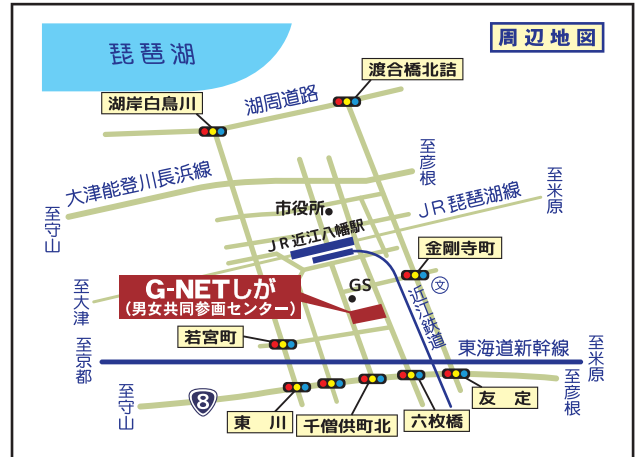 琵琶湖
周辺地図
渡合橋北詰
湖岸白鳥川
湖周道路
至彦根
大津能登川長浜線
至守山
市役所
JR琵琶湖線
至米原
JR近江八幡駅
金剛寺町
文
至大津
G-NETしが
(男女共同参画センター)
GS
近江鉄道
若宮町
至京都
東海道新幹線
至米原
至守山
8
至彦根
東川
千僧供町北
六枚橋
友定